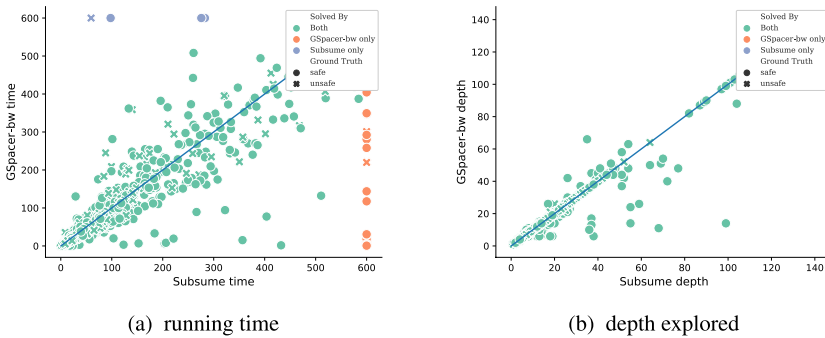 600
500
400
300
200
100
0
GSpacer-bw time
0
100
200
300
400
500
600
Subsume time
Solved By
Both
GSpacer-bw only
Subsume only
Ground Truth
safe
unsafe
(a) running time
140
120
100
80
60
40
20
0
GSpacer-bw depth
0
20
40
60
80
100
120
140
Subsume depth
Solved By
Both
GSpacer-bw only
Subsume only
Ground Truth
safe
unsafe
(b) depth explored